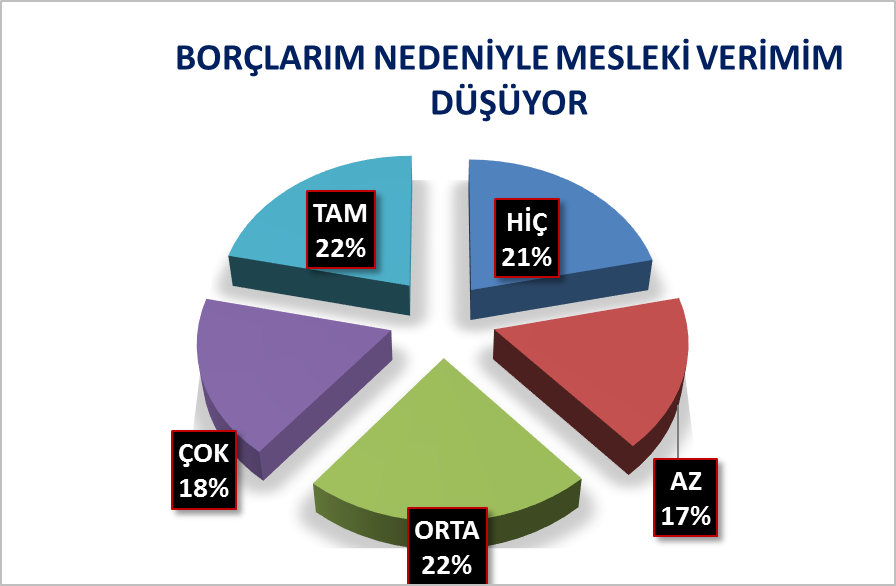 BORÇLARIM NEDENİYLE MESLEKİ VERİMİM
DÜŞÜYOR
TAM
22%
HİÇ
21%
ÇOK
18%
AZ
17%
ORTA
22%